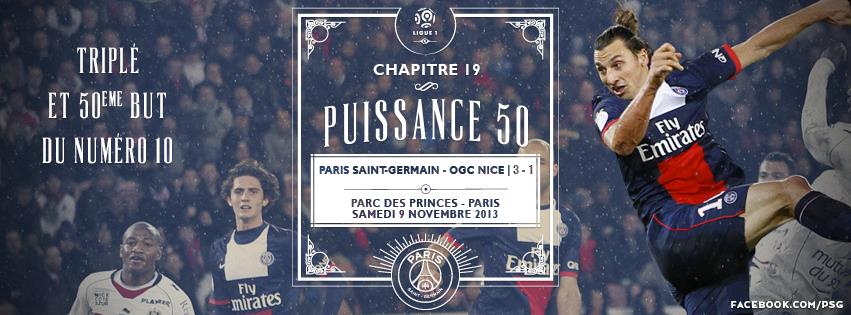 TRIPLÉ
ET 50EME BUT
DU NUMÉRO 10
LIGUE 1
CHAPITRE 19
PUISSANCE 50
PARIS SAINT-GERMAIN - OGC NICE | 3 - 1
PARC DES PRINCES - PARIS
SAMEDI 9 NOVEMBRE 2013
PARIS
SAINT-GERMAIN
Fly
Emirates
Fly
Emirates
Emirates
FACEBOOK.COM/PSG